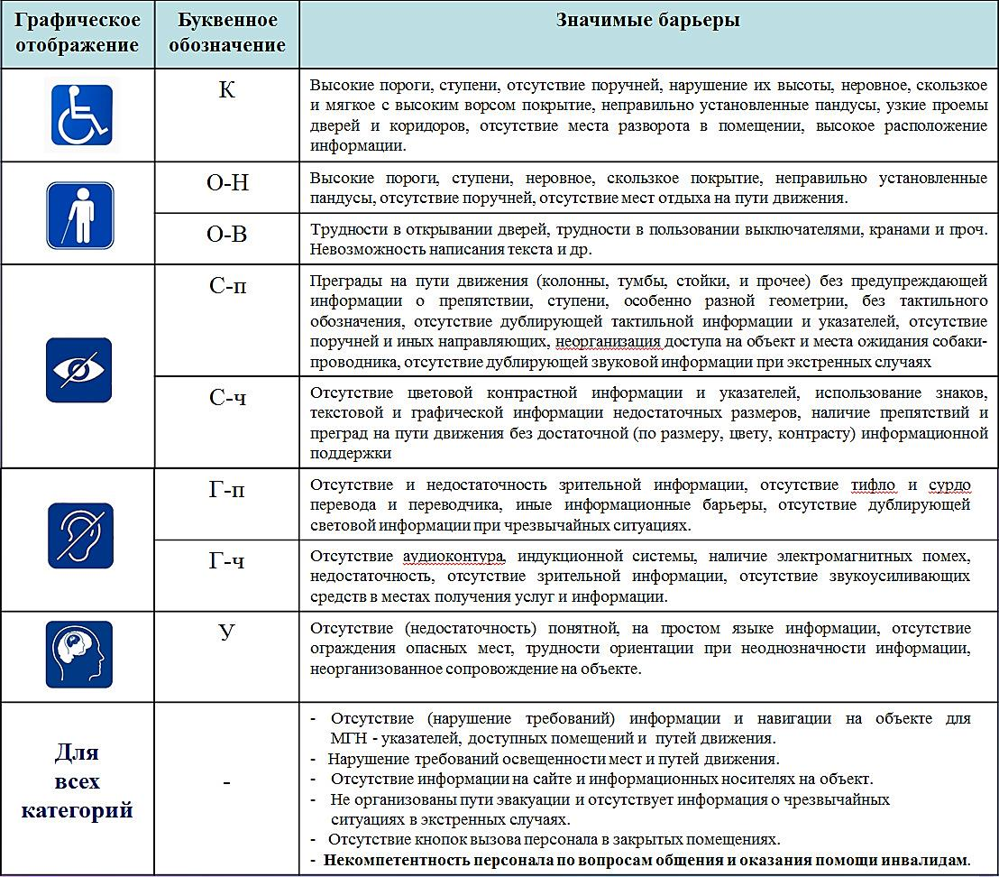 Графическое отображение
Буквенное обозначение
Значимые барьеры
К
Высокие пороги, ступени, отсутствие поручней, нарушение их высоты, неровное, скользкое
и мягкое с высоким ворсом покрытие, неправильно установленные пандусы, узкие проемы
дверей и коридоров, отсутствие места разворота в помещении, высокое расположение
информации.
О-Н
Высокие пороги, ступени, неровное, скользкое покрытие, неправильно установленные
пандусы, отсутствие поручней, отсутствие мест отдыха на пути движения.
О-В
Трудности в открывании дверей, трудности в пользовании выключателями, кранами и проч.
Невозможность написания текста и др.
С-п
Преграды на пути движения (колонны, тумбы, стойки, и прочее) без предупреждающей
информации о препятствии, ступени, особенно разной геометрии, без тактильного
обозначения, отсутствие дублирующей тактильной информации и указателей, отсутствие
поручней и иных направляющих, неорганизация доступа на объект и места ожидания собаки-
проводника, отсутствие дублирующей звуковой информации при экстренных случаях
С-ч
Отсутствие цветовой контрастной информации и указателей, использование знаков,
текстовой и графической информации недостаточных размеров, наличие препятствий и
преград на пути движения без достаточной (по размеру, цвету, контрасту) информационной
поддержки
Г-п
Отсутствие и недостаточность зрительной информации, отсутствие тифло и сурдо
перевода и переводчика, иные информационные барьеры, отсутствие дублирующей
световой информации при чрезвычайных ситуациях.
Г-ч
Отсутствие аудиоконтура, индукционной системы, наличие электромагнитных помех,
недостаточность, отсутствие зрительной информации, отсутствие звукоусиливающих
средств в местах получения услуг и информации.
У
Отсутствие (недостаточность) понятной, на простом языке информации, отсутствие
ограждения опасных мест, трудности ориентации при неоднозначности информации,
неорганизованное сопровождение на объекте.
Для
всех
категорий
-
- Отсутствие (нарушение требований) информации и навигации на объекте для
МГН - указателей, доступных помещений и путей движения.
- Нарушение требований освещенности мест и путей движения.
- Отсутствие информации на сайте и информационных носителях на объект.
- Не организованы пути эвакуации и отсутствует информация о чрезвычайных
ситуациях в экстренных случаях.
- Отсутствие кнопок вызова персонала в закрытых помещениях.
- Некомпетентность персонала по вопросам общения и оказания помощи инвалидам.